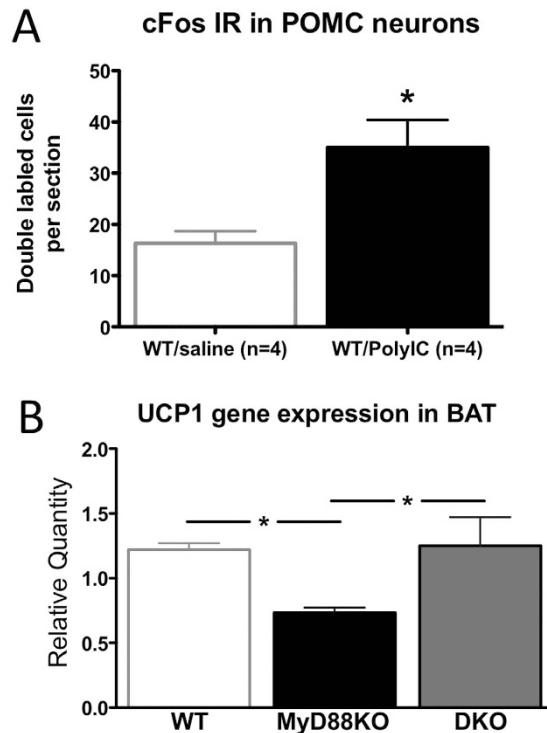 A
cFos IR in POMC neurons
Double labled cells
per section
50
40
30
20
10
0
*
WT/saline (n=4)
WT/PolyIC (n=4)
B
UCP1 gene expression in BAT
Relative Quantity
2.0
1.5
1.0
0.5
0.0
*
*
WT
MyD88KO
DKO